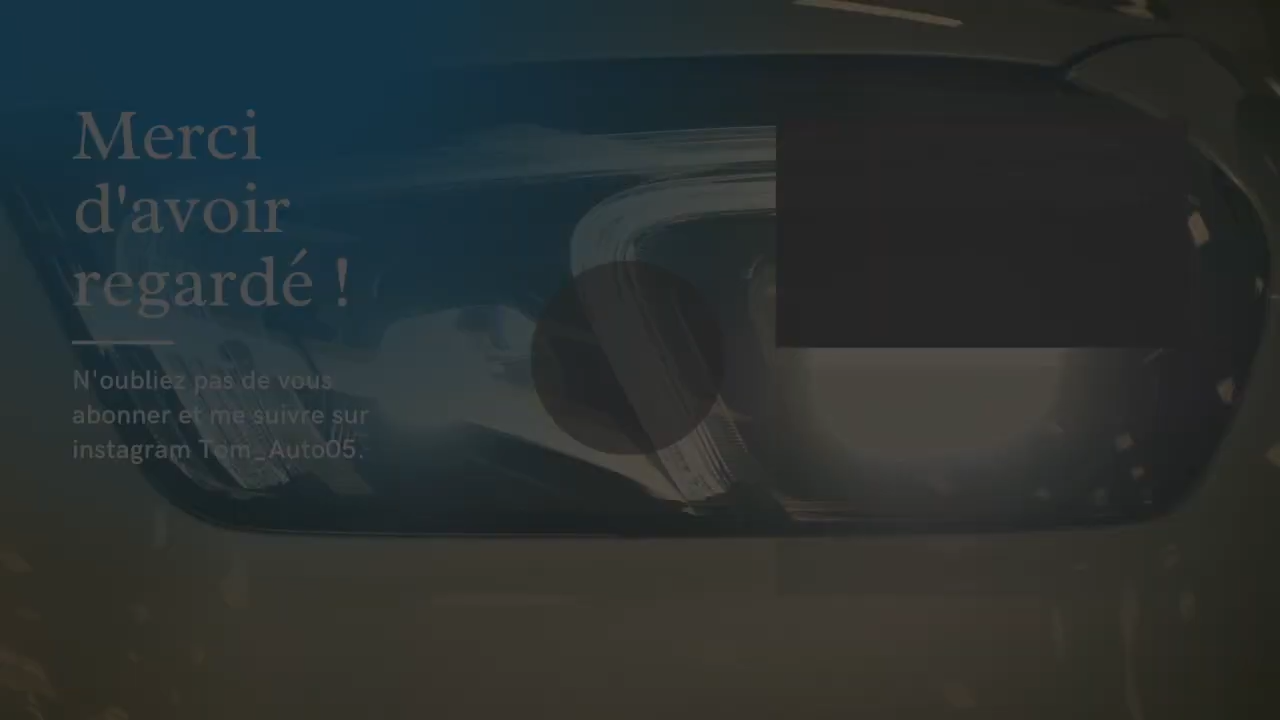 Merci
d'avoir
regardé !
N'oubliez pas de vous
abonner et me suivre sur
instagram Tom_Auto05.